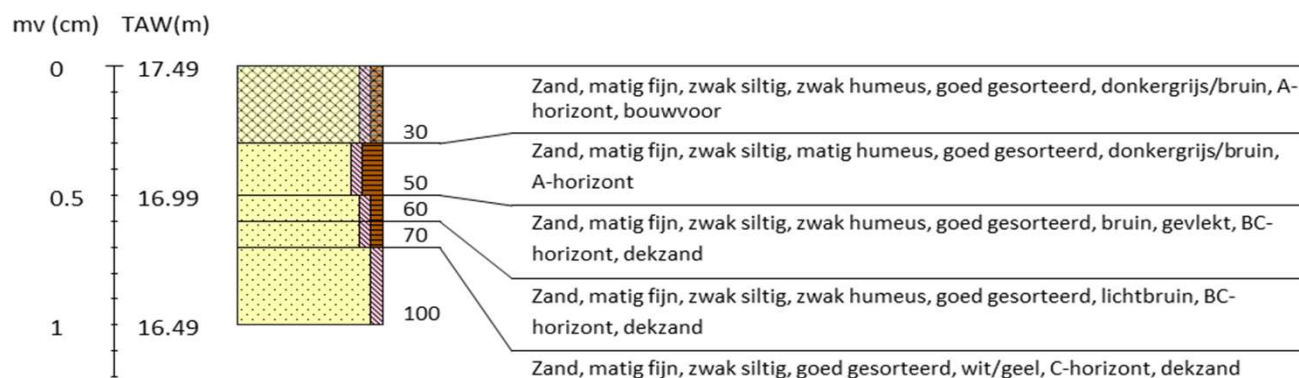 mv (cm) TAW(m)
0 17.49
Zand, matig fijn, zwak siltig, zwak humeus, goed gesorteerd, donkergrijs/bruin, A-
horizont, bouwvoor
30
Zand, matig fijn, zwak siltig, matig humeus, goed gesorteerd, donkergrijs/bruin,
A-horizont
50
0.5 16.99
60
Zand, matig fijn, zwak siltig, zwak humeus, goed gesorteerd, bruin, gevlekt, BC-
horizont, dekzand
70
Zand, matig fijn, zwak siltig, zwak humeus, goed gesorteerd, lichtbruin, BC-
horizont, dekzand
100
1 16.49
Zand, matig fijn, zwak siltig, goed gesorteerd, wit/geel, C-horizont, dekzand